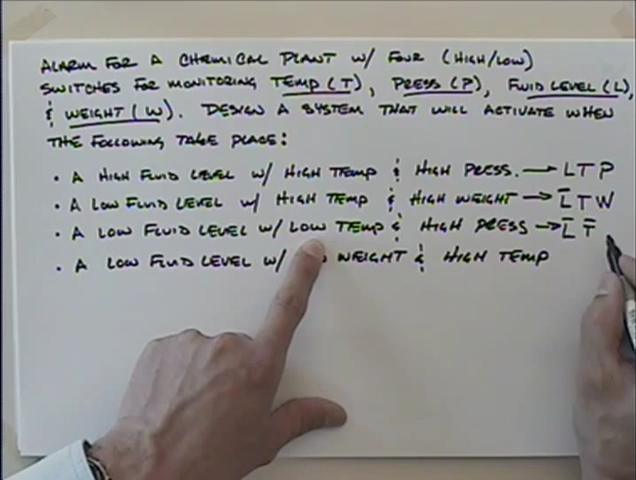 ALARM FOR A CHEMICAL PLANT W/ FOUR (HIGH/LOW)
SWITCHES FOR MONITORING TEMP (T), PRESS (P), FLUID LEVEL (L),
& WEIGHT (W). DESIGN A SYSTEM THAT WILL ACTIVATE WHEN
THE FOLLOWING TAKE PLACE:
• A HIGH FLUID LEVEL W/ HIGH TEMP & HIGH PRESS. → L T P
• A LOW FLUID LEVEL W/ HIGH TEMP & HIGH WEIGHT → L̅ T W
• A LOW FLUID LEVEL W/ LOW TEMP & HIGH PRESS → L̅ T̅
• A LOW FLUID LEVEL W/ WEIGHT & HIGH TEMP